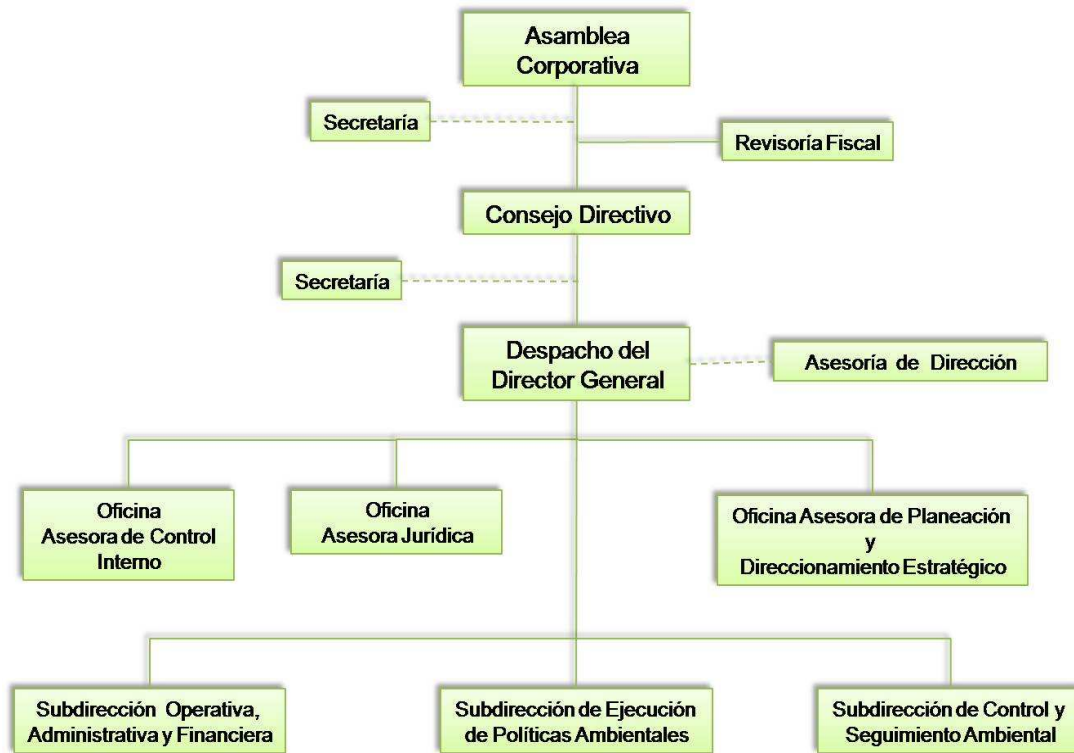 Asamblea
Corporativa
Secretaría
Revisoría Fiscal
Consejo Directivo
Secretaría
Despacho del
Director General
Asesoría de Dirección
Oficina
Asesora de Control
Interno
Oficina
Asesora Jurídica
Oficina Asesora de Planeación
y
Direccionamiento Estratégico
Subdirección Operativa,
Administrativa y Financiera
Subdirección de Ejecución
de Políticas Ambientales
Subdirección de Control y
Seguimiento Ambiental